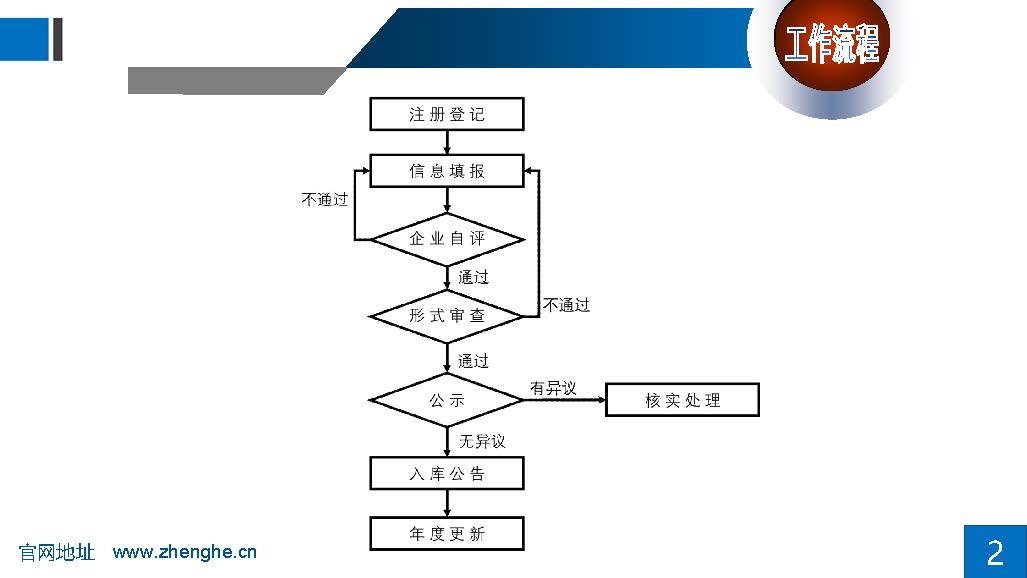 工作流程
注册登记
信息填报
不通过
企业自评
通过
不通过
形式审查
通过
有异议
公示
核实处理
无异议
入库公告
年度更新
官网地址 www.zhenghe.cn
2